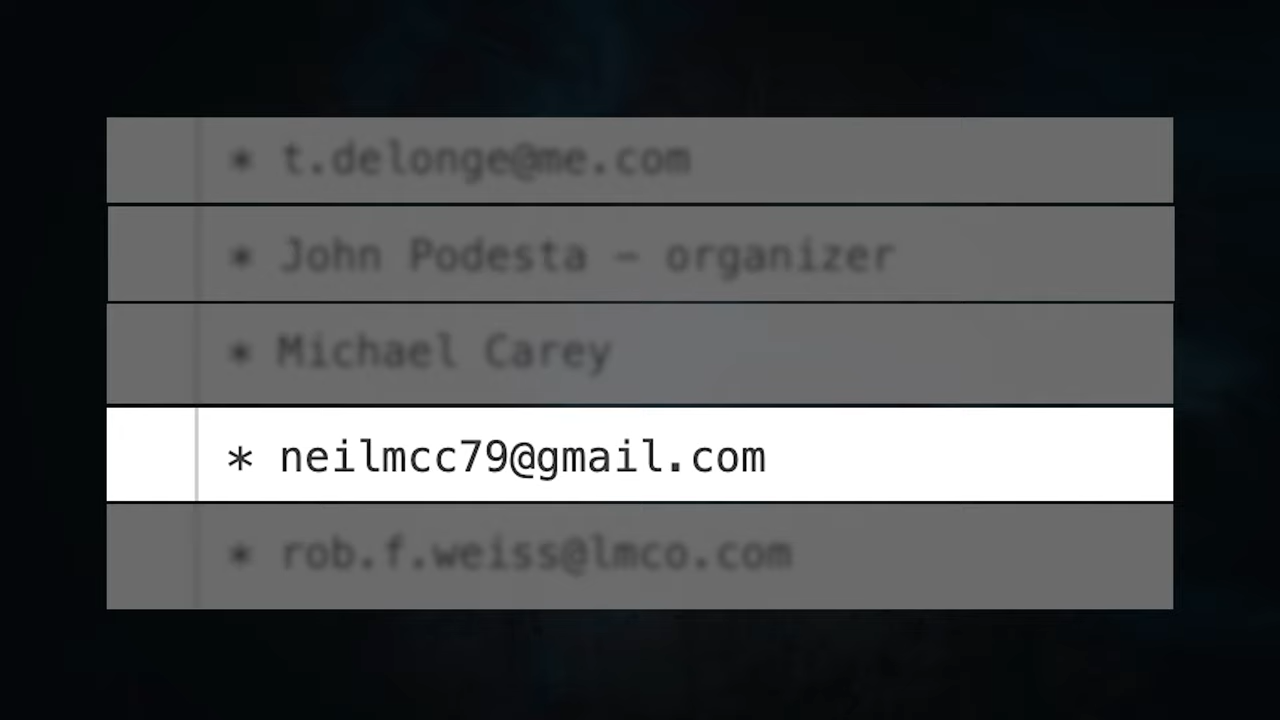 * t.delonge@me.com
* John Podesta – organizer
* Michael Carey
* neilmcc79@gmail.com
* rob.f.weiss@lmco.com